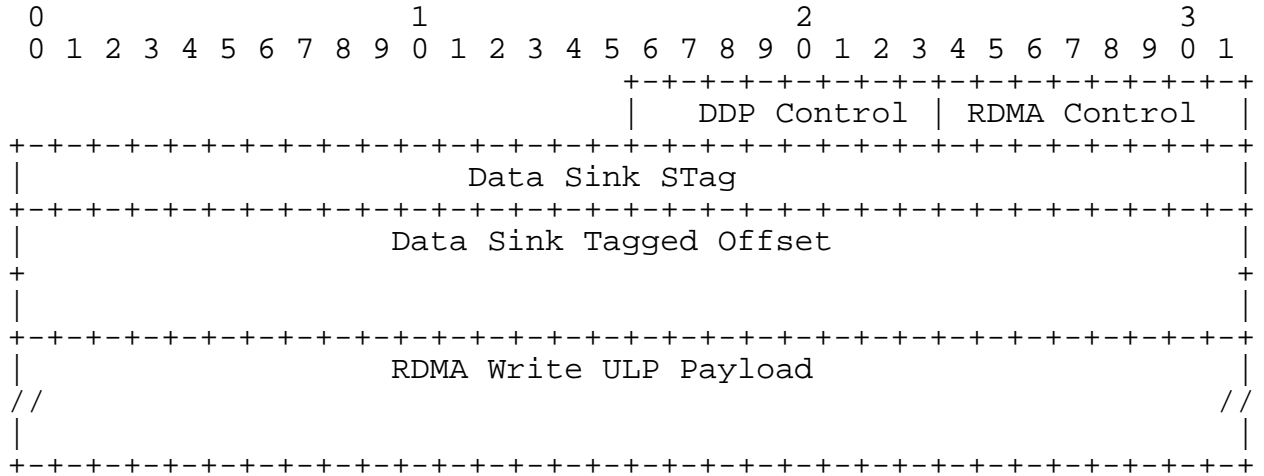 0                   1                   2                   3
 0 1 2 3 4 5 6 7 8 9 0 1 2 3 4 5 6 7 8 9 0 1 2 3 4 5 6 7 8 9 0 1
                                +-+-+-+-+-+-+-+-+-+-+-+-+-+-+-+-+
                                |   DDP Control | RDMA Control  |
+-+-+-+-+-+-+-+-+-+-+-+-+-+-+-+-+-+-+-+-+-+-+-+-+-+-+-+-+-+-+-+-+
|                       Data Sink STag                          |
+-+-+-+-+-+-+-+-+-+-+-+-+-+-+-+-+-+-+-+-+-+-+-+-+-+-+-+-+-+-+-+-+
|                   Data Sink Tagged Offset                     |
+                                                               +
|                                                               |
+-+-+-+-+-+-+-+-+-+-+-+-+-+-+-+-+-+-+-+-+-+-+-+-+-+-+-+-+-+-+-+-+
|                   RDMA Write ULP Payload                      |
//                                                             //
|                                                               |
+-+-+-+-+-+-+-+-+-+-+-+-+-+-+-+-+-+-+-+-+-+-+-+-+-+-+-+-+-+-+-+-+